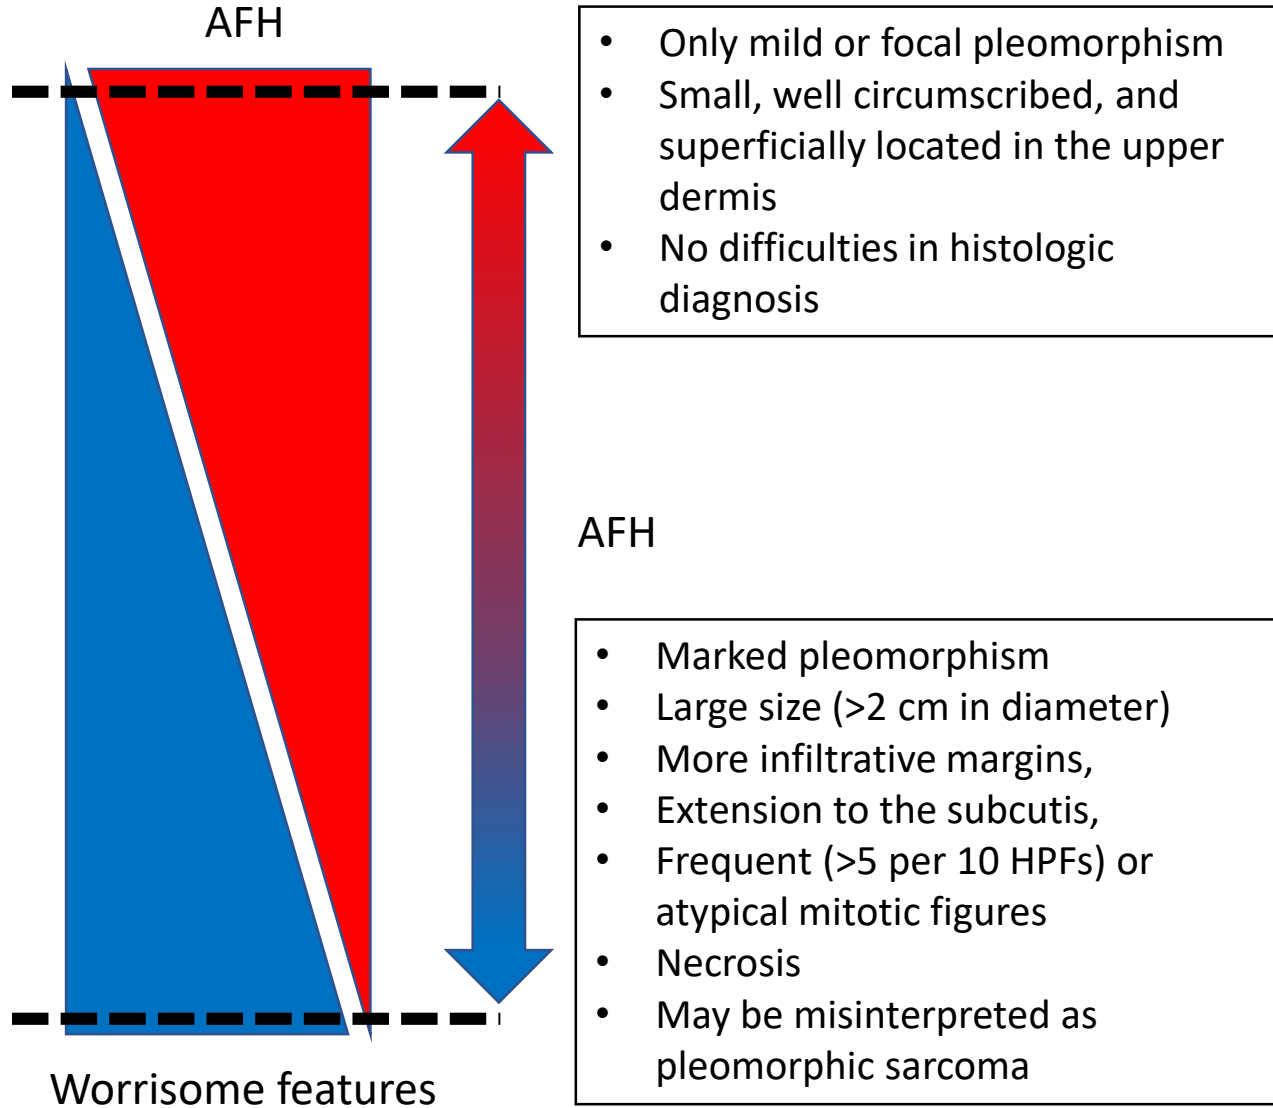 AFH
• Only mild or focal pleomorphism
• Small, well circumscribed, and
superficially located in the upper
dermis
• No difficulties in histologic
diagnosis
AFH
• Marked pleomorphism
• Large size (>2 cm in diameter)
• More infiltrative margins,
• Extension to the subcutis,
• Frequent (>5 per 10 HPFs) or
atypical mitotic figures
• Necrosis
• May be misinterpreted as
pleomorphic sarcoma
Worrisome features